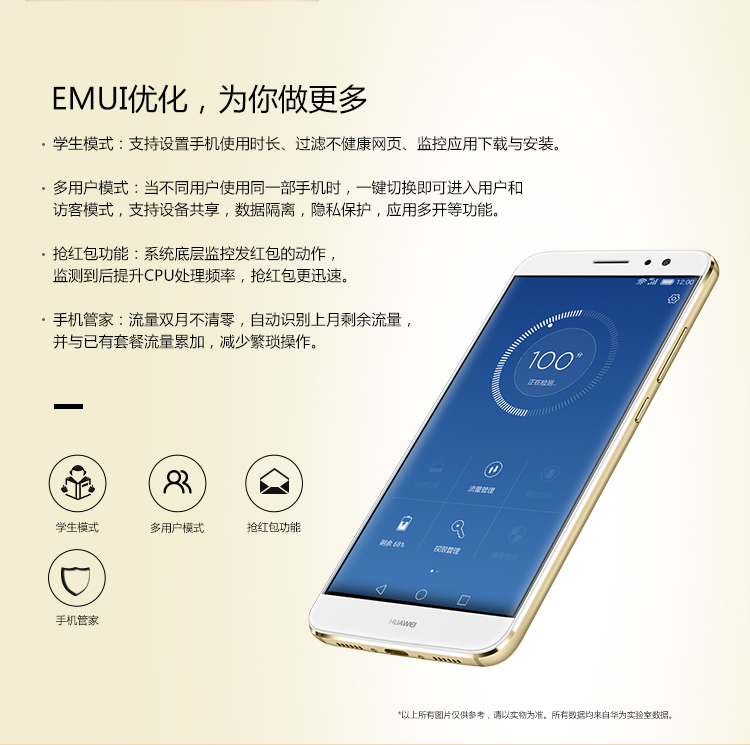 EMUI优化，为你做更多
· 学生模式：支持设置手机使用时长、过滤不健康网页、监控应用下载与安装。
· 多用户模式：当不同用户使用同一部手机时，一键切换即可进入用户和
访客模式，支持设备共享，数据隔离，隐私保护，应用多开等功能。
· 抢红包功能：系统底层监控发红包的动作，
监测到后提升CPU处理频率，抢红包更迅速。
· 手机管家：流量双月不清零，自动识别上月剩余流量，
并与已有套餐流量累加，减少繁琐操作。
12:00
100分
正在检测...
流量管理
剩余 68%
权限管理
HUAWEI
学生模式
多用户模式
抢红包功能
手机管家
*以上所有图片仅供参考，请以实物为准。所有数据均来自华为实验室数据。